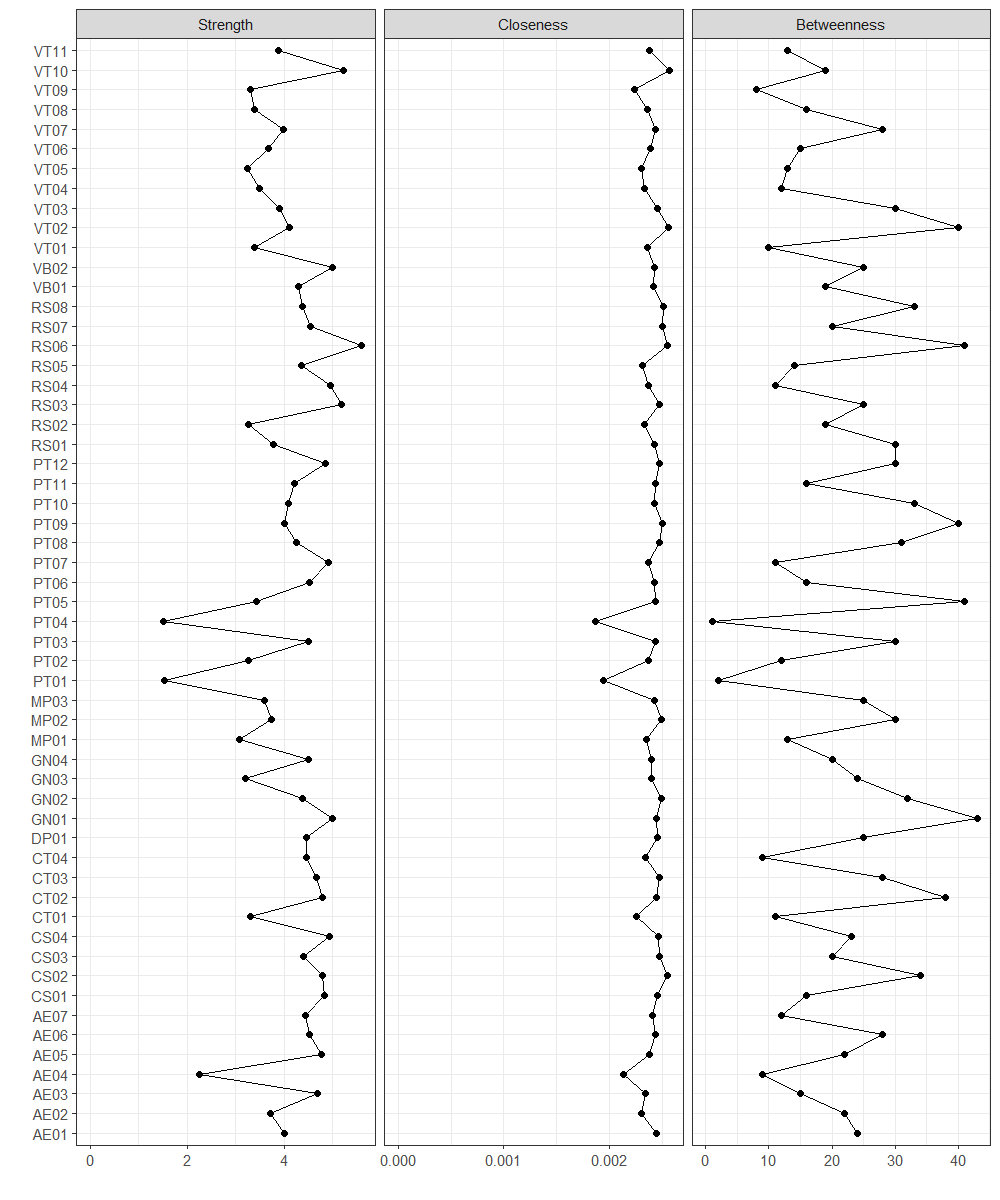 Strength Closeness Betweenness
VT11
VT10
VT09
VT08
VT07
VT06
VT05
VT04
VT03
VT02
VT01
VB02
VB01
RS08
RS07
RS06
RS05
RS04
RS03
RS02
RS01
PT12
PT11
PT10
PT09
PT08
PT07
PT06
PT05
PT04
PT03
PT02
PT01
MP03
MP02
MP01
GN04
GN03
GN02
GN01
DP01
CT04
CT03
CT02
CT01
CS04
CS03
CS02
CS01
AE07
AE06
AE05
AE04
AE03
AE02
AE01
0 2 4 0.000 0.001 0.002 0 10 20 30 40